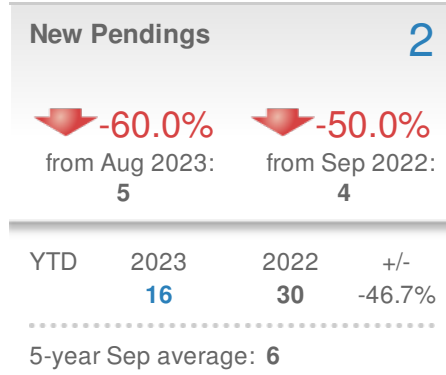 New Pendings 2
-60.0% -50.0%
from Aug 2023: from Sep 2022:
5 4
YTD 2023 2022 +/-
16 30 -46.7%
5-year Sep average: 6